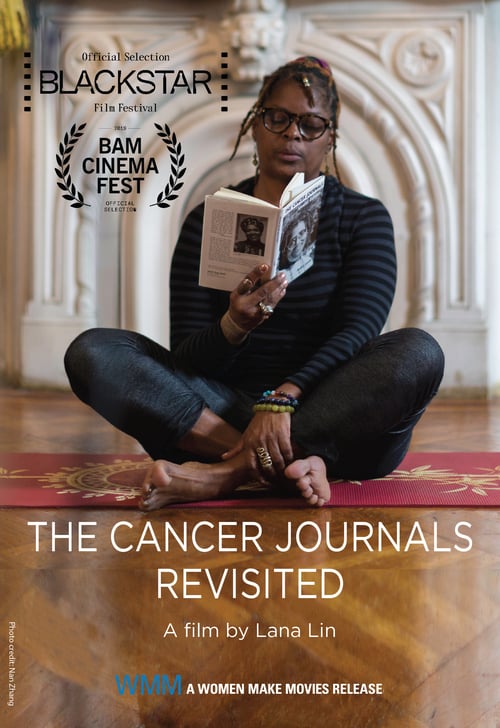 Official Selection
BLACKSTAR
Film Festival
2019
BAM
CINEMA
FEST
OFFICIAL
SELECTION
THE CANCER JOURNALS
REVISITED
A film by Lana Lin
WMM A WOMEN MAKE MOVIES RELEASE
Photo credit: Nan Zhang